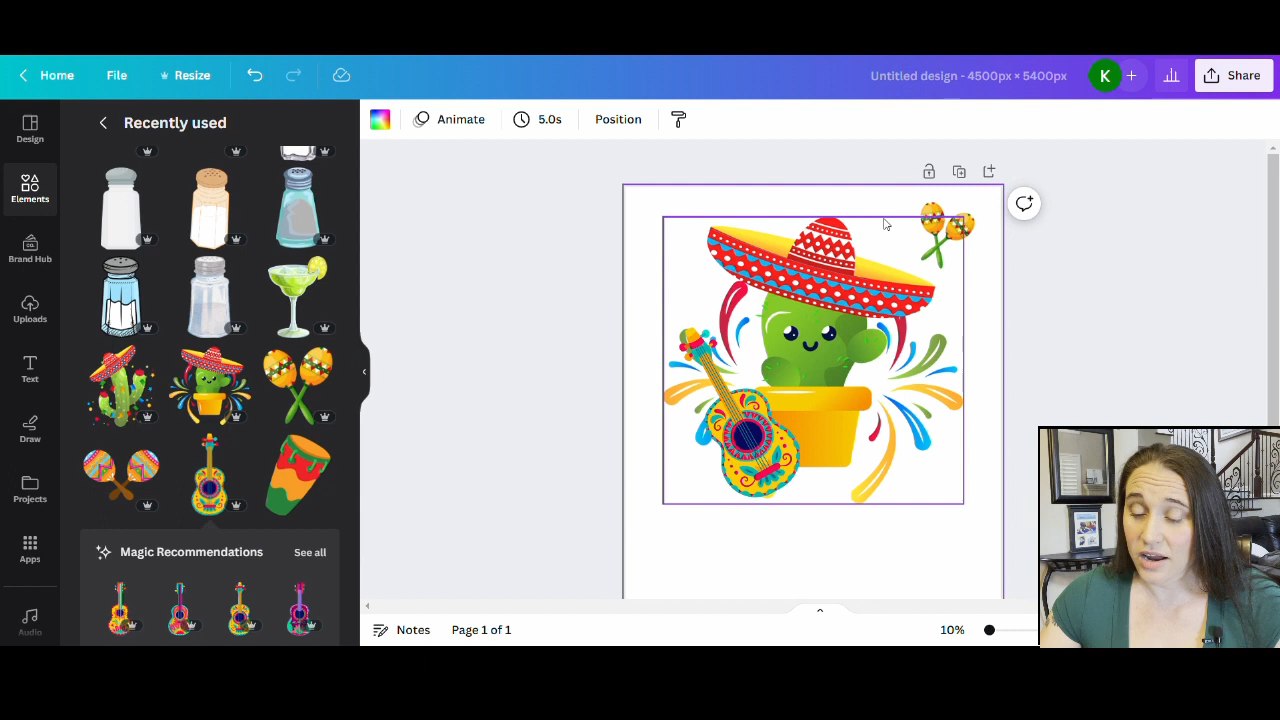 Home File Resize Untitled design - 4500px × 5400px K + Share
Recently used
Animate 5.0s Position
Design
Elements
Brand Hub
CO.
Uploads
Text
Draw
Projects
Apps
Audio
Magic Recommendations See all
Notes Page 1 of 1 10%